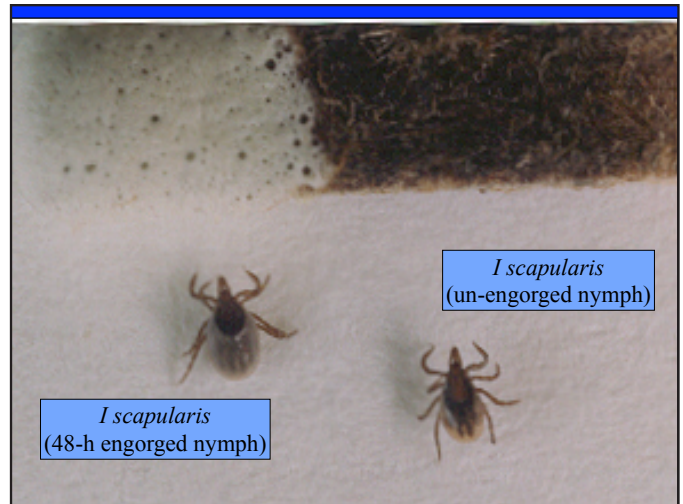 I scapularis
(un-engorged nymph)
I scapularis
(48-h engorged nymph)